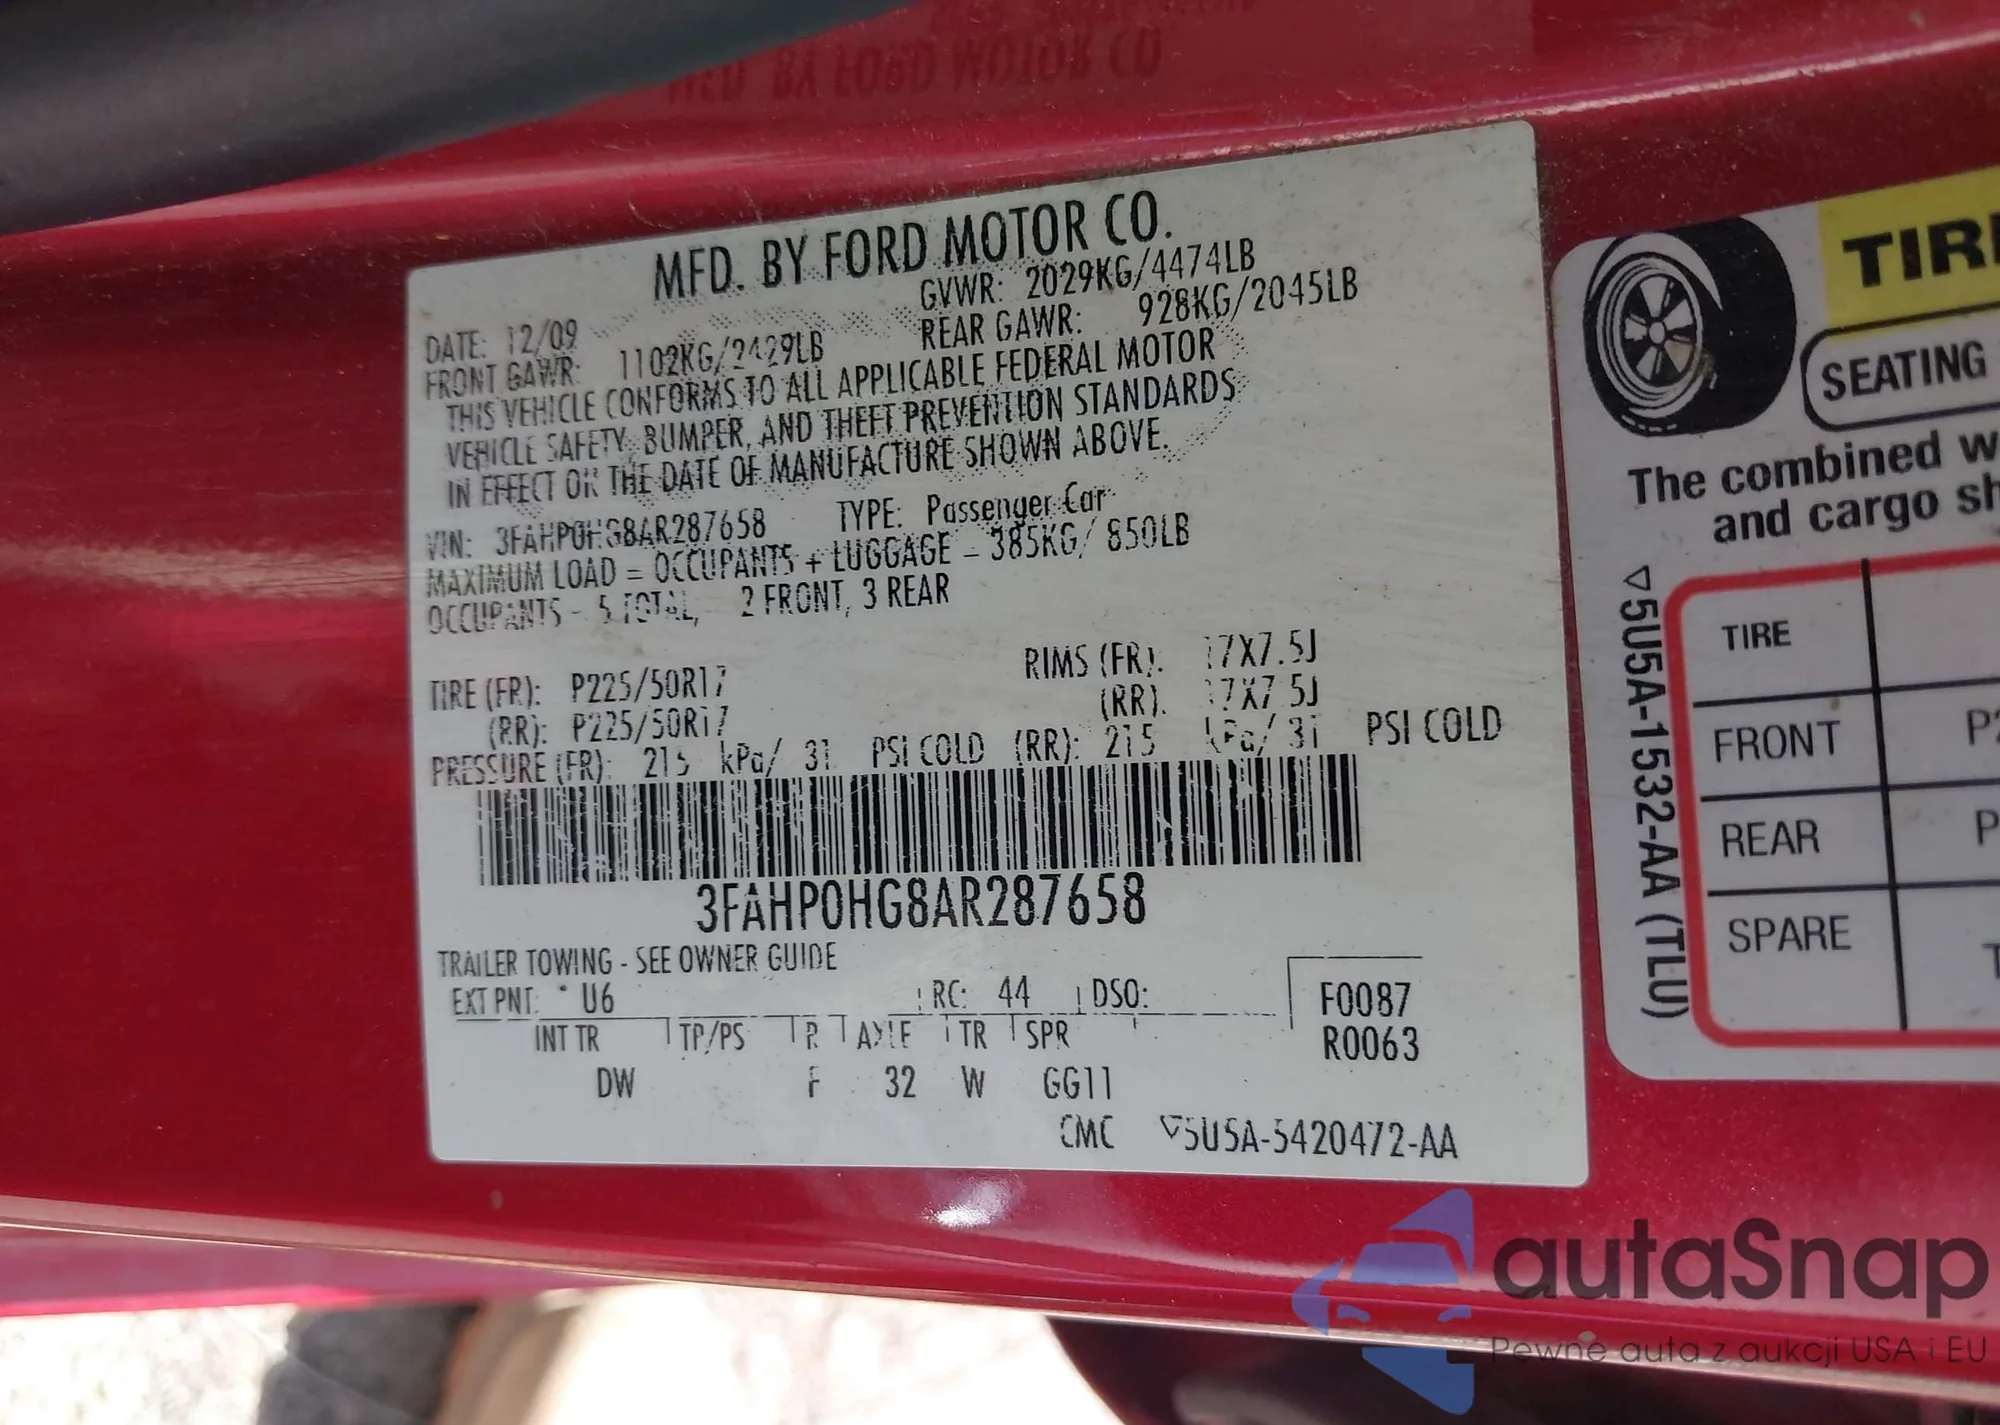 MFD. BY FORD MOTOR CO
MFD. BY FORD MOTOR CO.
DATE: 12/09 GVWR: 2029KG/4474LB
FRONT GAWR: 1102KG/2429LB REAR GAWR: 928KG/2045LB
THIS VEHICLE CONFORMS TO ALL APPLICABLE FEDERAL MOTOR
VEHICLE SAFETY, BUMPER, AND THEFT PREVENTION STANDARDS
IN EFFECT ON THE DATE OF MANUFACTURE SHOWN ABOVE.
VIN: 3FAHP0HG8AR287658 TYPE: Passenger Car
MAXIMUM LOAD = OCCUPANTS + LUGGAGE = 385KG/ 850LB
OCCUPANTS - 5 TOTAL, 2 FRONT, 3 REAR
TIRE (FR): P225/50R17 RIMS (FR): 17X7.5J
(RR): P225/50R17 (RR): 17X7.5J
PRESSURE (FR): 215 kPa/ 31 PSI COLD (RR): 215 kPa/ 31 PSI COLD
3FAHP0HG8AR287658
TRAILER TOWING - SEE OWNER GUIDE
EXT PNT: U6 RC: 44 DSO: F0087
INT TR TP/PS R AXLE TR SPR R0063
DW F 32 W GG11
CMC ▽5U5A-5420472-AA
SEATING
The combined
and cargo
▽5U5A-1532-AA (TLU)
TIRE
FRONT
REAR
SPARE
autaSnap
Pewne auta z aukcji USA i EU